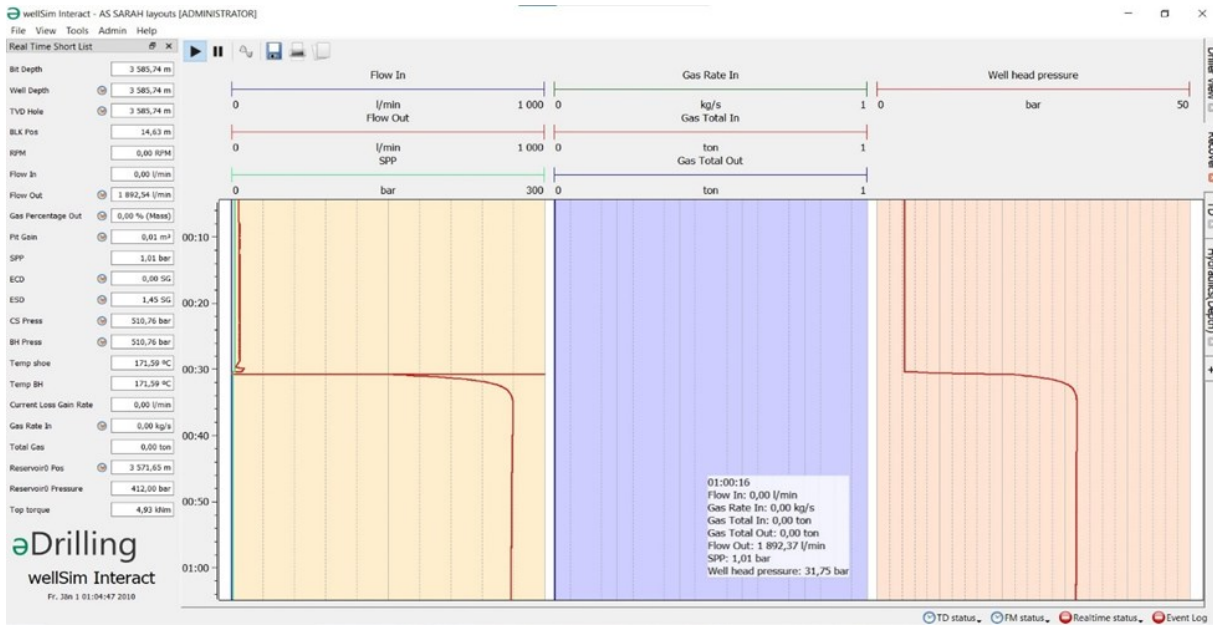 wellSim Interact - AS SARAH layouts [ADMINISTRATOR]
File View Tools Admin Help
Real Time Short List
Bit Depth 3 585,74 m
Well Depth 3 585,74 m
TVD Hole 3 585,74 m
BLK Pos 14,63 m
RPM 0,00 RPM
Flow In 0,00 l/min
Flow Out 1 892,54 l/min
Gas Percentage Out 0,00 % (Mass)
Pit Gain 0,01 m³
SPP 1,01 bar
ECD 0,00 SG
ESD 1,45 SG
CS Press 510,76 bar
BH Press 510,76 bar
Temp shoe 171,59 ºC
Temp BH 171,59 ºC
Current Loss Gain Rate 0,00 l/min
Gas Rate In 0,00 kg/s
Total Gas 0,00 ton
Reservoir0 Pos 3 571,65 m
Reservoir0 Pressure 412,00 bar
Top torque 4,93 kNm
əDrilling
wellSim Interact
Fr. Jän 1 01:04:47 2010
Flow In
0 l/min 1 000
Flow Out
0 l/min 1 000
SPP
0 bar 300
Gas Rate In
0 kg/s 1
Gas Total In
0 ton 1
Gas Total Out
0 ton 1
Well head pressure
0 bar 50
00:10
00:20
00:30
00:40
00:50
01:00
01:00:16
Flow In: 0,00 l/min
Gas Rate In: 0,00 kg/s
Gas Total In: 0,00 ton
Gas Total Out: 0,00 ton
Flow Out: 1 892,37 l/min
SPP: 1,01 bar
Well head pressure: 31,75 bar
Driller view
TD
Hydraulics(Depth)
TD status
FM status
Realtime status
Event Log